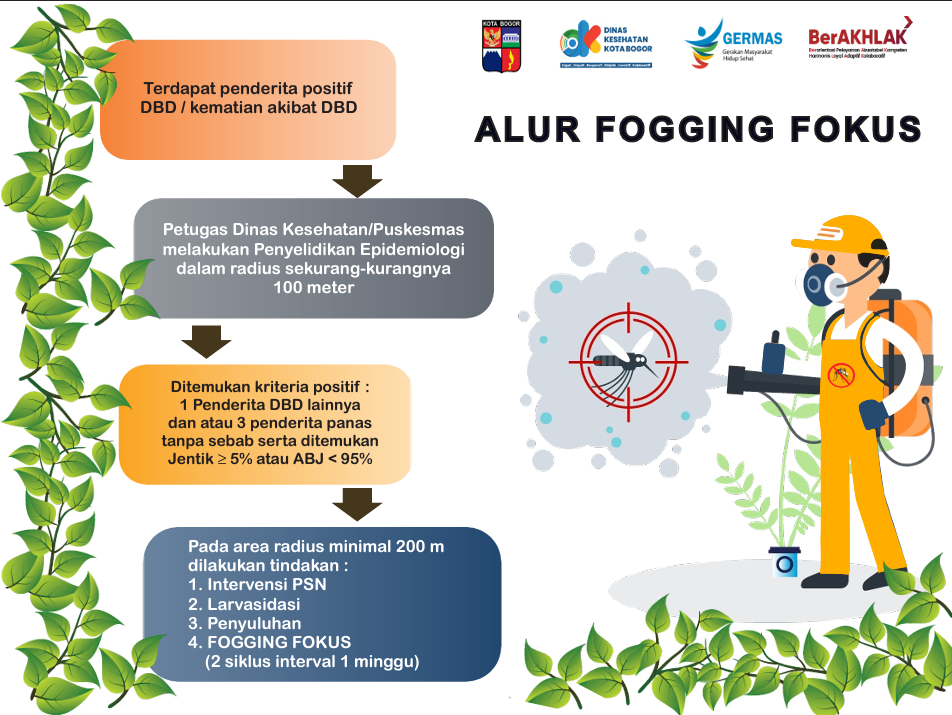 KOTA BOGOR
DINAS
KESEHATAN
KOTA BOGOR
GERMAS
Gerakan Masyarakat
Hidup Sehat
BerAKHLAK
Berorientasi Pelayanan Akuntabel Kompeten
Harmonis Loyal Adaptif Kolaboratif
ALUR FOGGING FOKUS
Terdapat penderita positif
DBD / kematian akibat DBD
Petugas Dinas Kesehatan/Puskesmas
melakukan Penyelidikan Epidemiologi
dalam radius sekurang-kurangnya
100 meter
Ditemukan kriteria positif :
1 Penderita DBD lainnya
dan atau 3 penderita panas
tanpa sebab serta ditemukan
Jentik ≥ 5% atau ABJ < 95%
Pada area radius minimal 200 m
dilakukan tindakan :
1. Intervensi PSN
2. Larvasidasi
3. Penyuluhan
4. FOGGING FOKUS
(2 siklus interval 1 minggu)